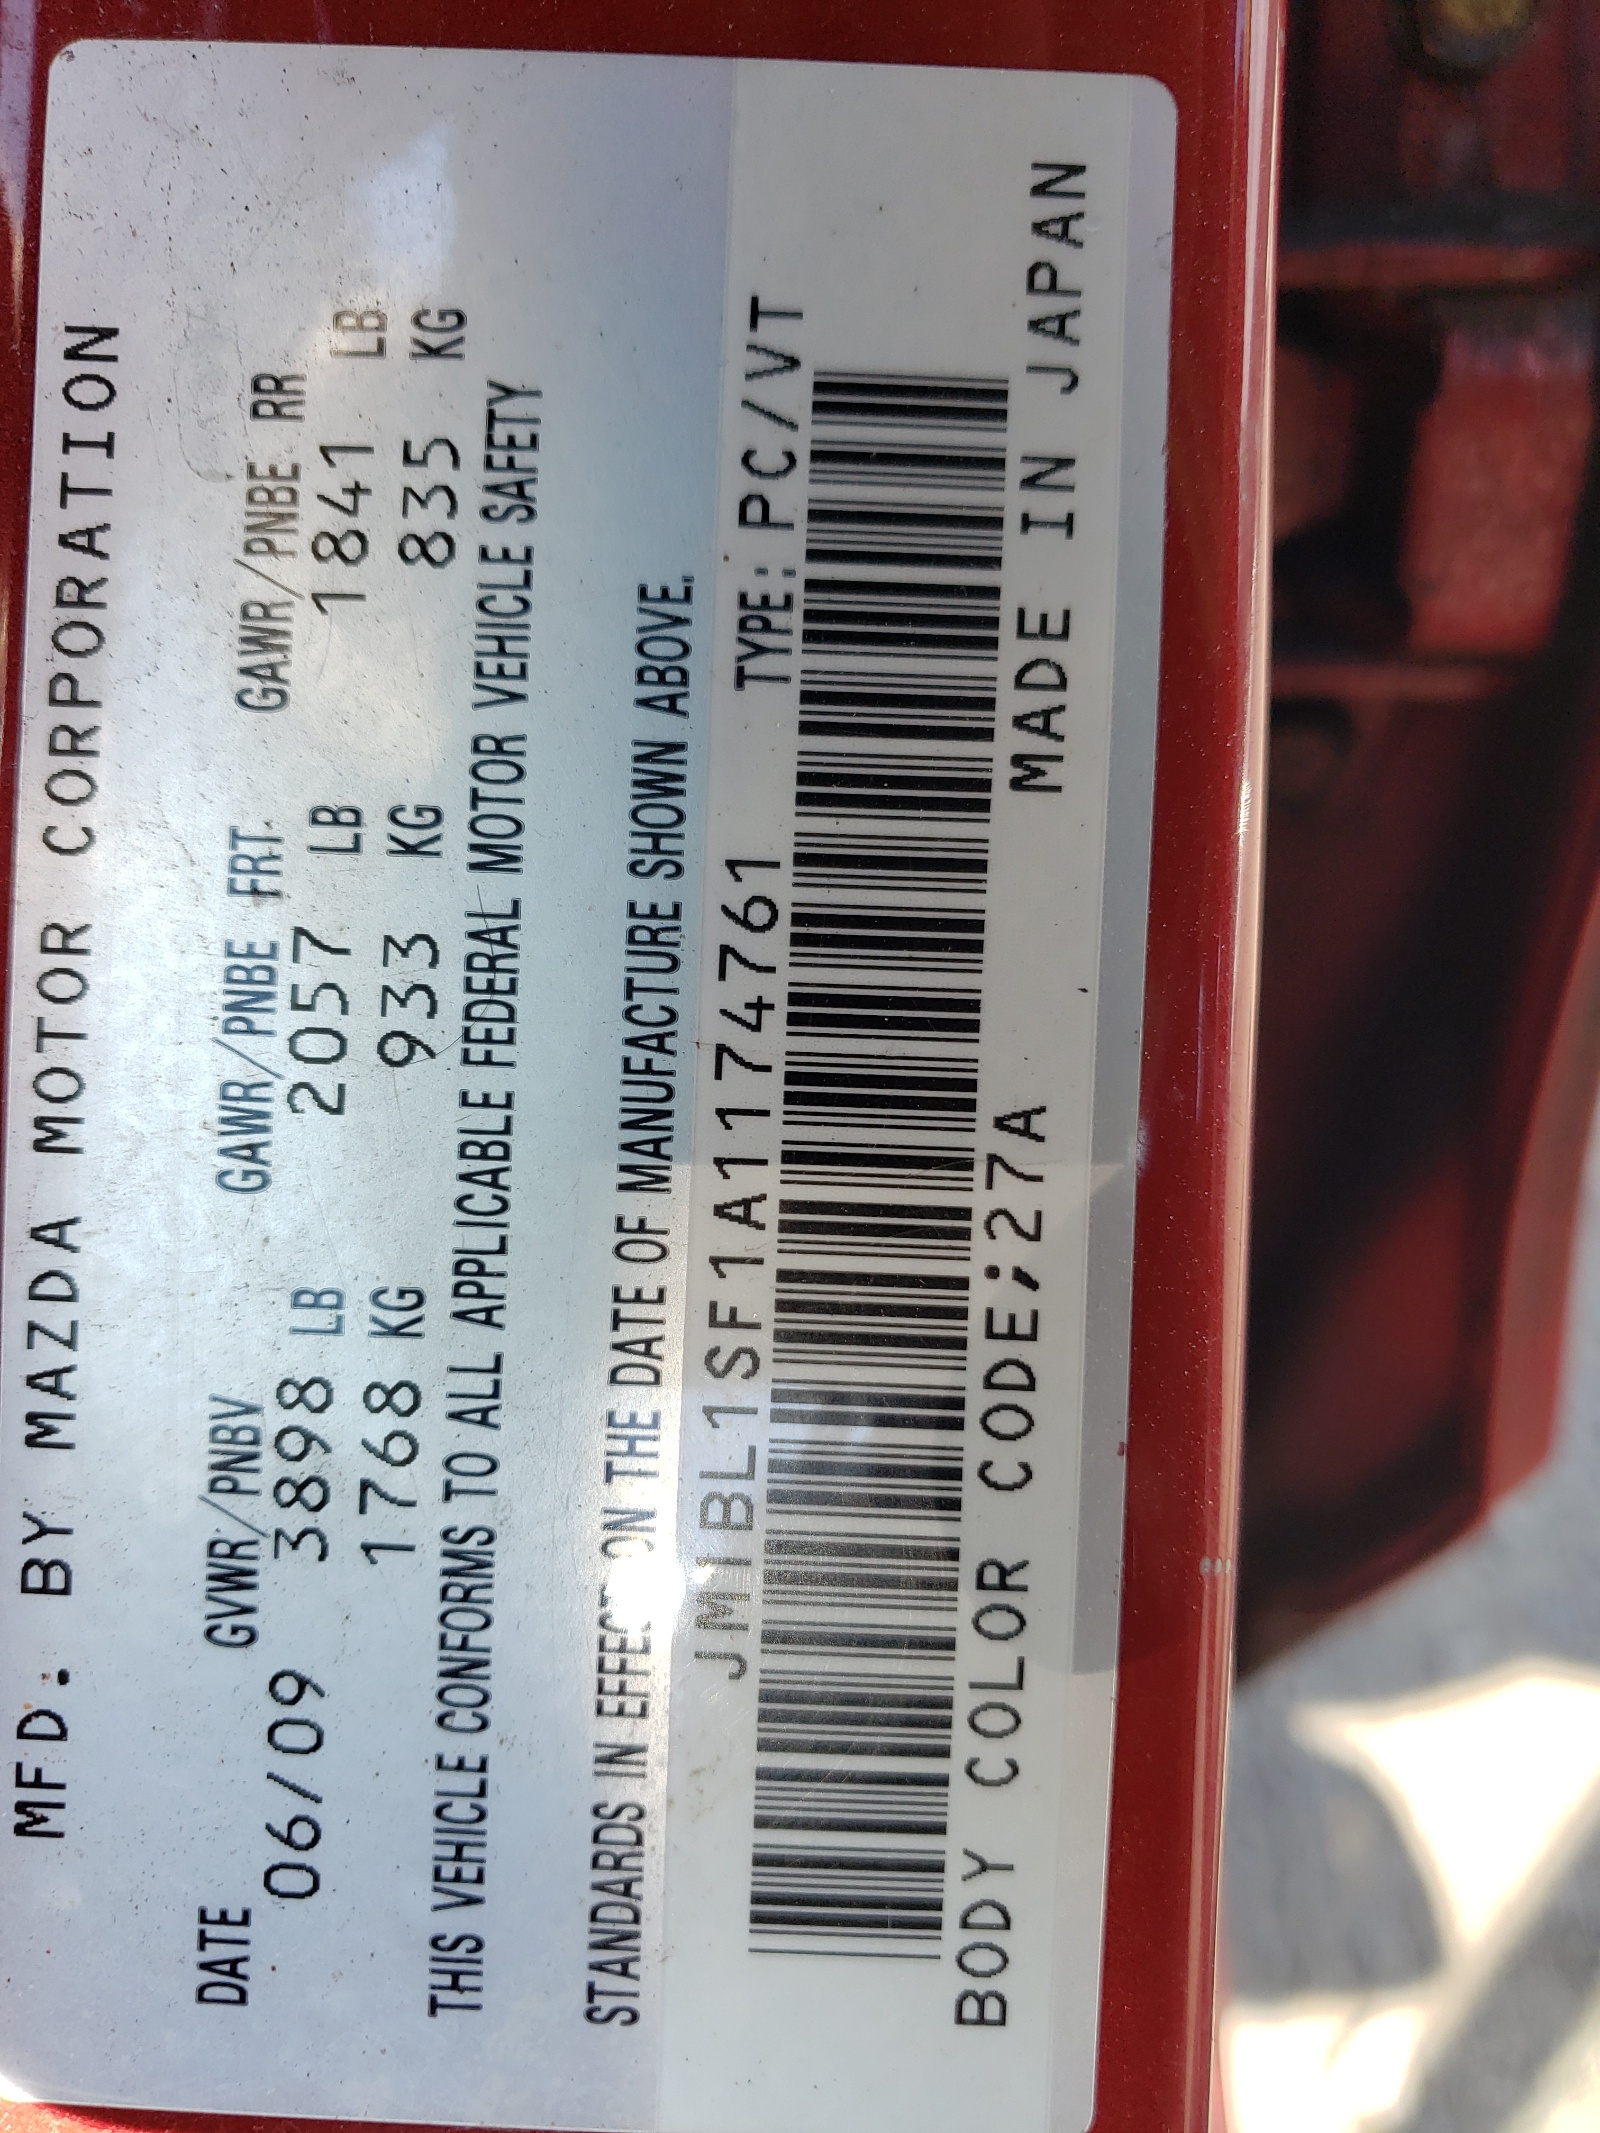 MFD. BY MAZDA MOTOR CORPORATION
DATE GVWR/PNBV GAWR/PNBE FRT. GAWR/PNBE RR
06/09 3898 LB 2057 LB 1841 LB
1768 KG 933 KG 835 KG
THIS VEHICLE CONFORMS TO ALL APPLICABLE FEDERAL MOTOR VEHICLE SAFETY
STANDARDS IN EFFECT ON THE DATE OF MANUFACTURE SHOWN ABOVE.
JM1BL1SF1A1174761 TYPE: PC/VT
BODY COLOR CODE;27A MADE IN JAPAN